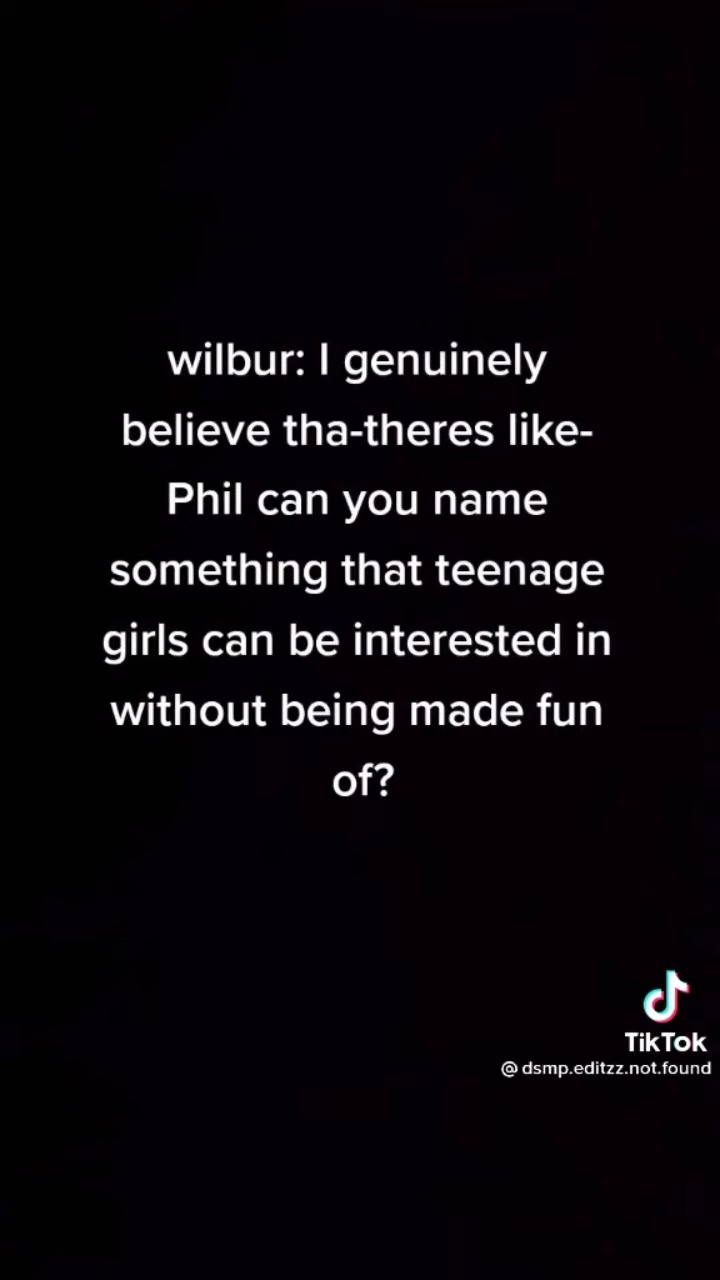 wilbur: I genuinely
believe tha-theres like-
Phil can you name
something that teenage
girls can be interested in
without being made fun
of?
TikTok
@dsmp.editzz.not.found